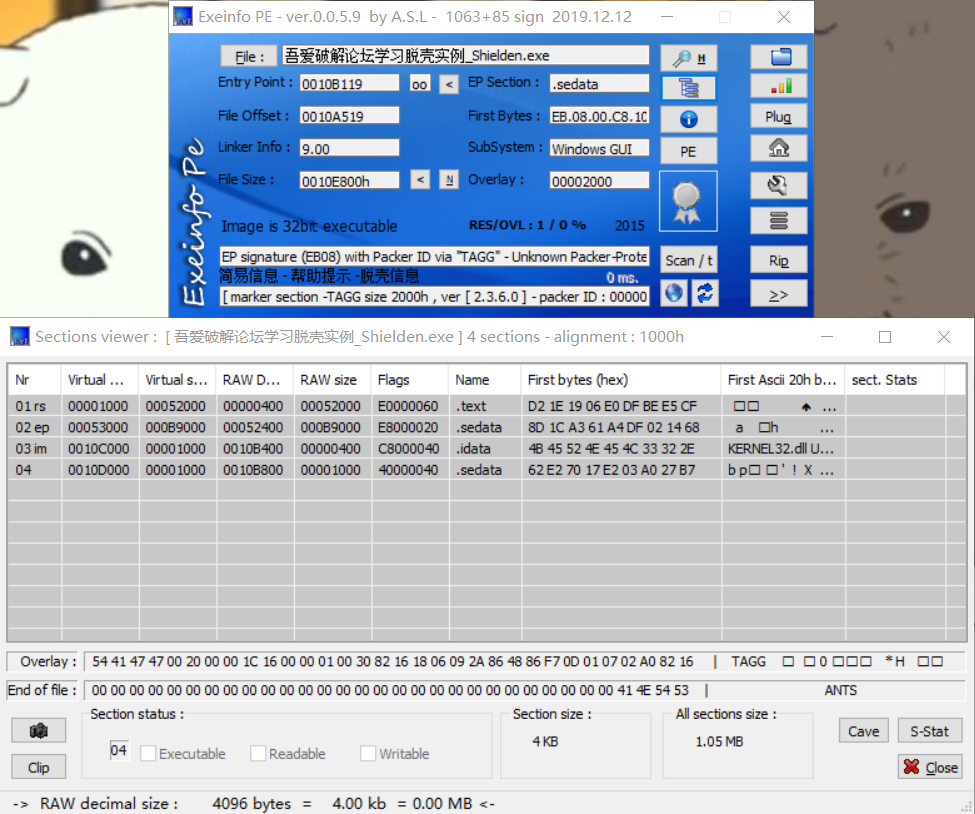 Exeinfo PE - ver.0.0.5.9 by A.S.L - 1063+85 sign 2019.12.12
File : 吾爱破解论坛学习脱壳实例_Shielden.exe H
Entry Point : 0010B119 oo < EP Section : .sedata
File Offset : 0010A519 First Bytes : EB.08.00.C8.10 Plug
Linker Info : 9.00 SubSystem : Windows GUI PE
File Size : 0010E800h < N Overlay : 00002000
Image is 32bit executable RES/OVL : 1 / 0 % 2015
Exeinfo Pe
EP signature (EB08) with Packer ID via "TAGG" - Unknown Packer-Prote Scan / t Rip
简易信息 - 帮助提示 -脱壳信息 0 ms.
[ marker section -TAGG size 2000h , ver [ 2.3.6.0 ] - packer ID : 00000 >>
Sections viewer : [ 吾爱破解论坛学习脱壳实例_Shielden.exe ] 4 sections - alignment : 1000h
Nr Virtual ... Virtual s... RAW D... RAW size Flags Name First bytes (hex) First Ascii 20h b... sect. Stats
01 rs 00001000 00052000 00000400 00052000 E0000060 .text D2 1E 19 06 E0 DF BE E5 CF □□ ♠ ...
02 ep 00053000 000B9000 00052400 000B9000 E8000020 .sedata 8D 1C A3 61 A4 DF 02 14 68 a □h ...
03 im 0010C000 00001000 0010B400 00000400 C8000040 .idata 4B 45 52 4E 45 4C 33 32 2E KERNEL32.dll U...
04 0010D000 00001000 0010B800 00001000 40000040 .sedata 62 E2 70 17 E2 03 A0 27 B7 b p□ □' ! X ...
Overlay : 54 41 47 47 00 20 00 00 1C 16 00 00 01 00 30 82 16 18 06 09 2A 86 48 86 F7 0D 01 07 02 A0 82 16 | TAGG □ □ 0 □□□ *H □□
End of file : 00 00 00 00 00 00 00 00 00 00 00 00 00 00 00 00 00 00 00 00 00 00 00 00 00 00 00 00 41 4E 54 53 | ANTS
Section status : Section size : All sections size :
04 Executable Readable Writable 4 KB 1.05 MB Cave S-Stat
Clip Close
-> RAW decimal size : 4096 bytes = 4.00 kb = 0.00 MB <-